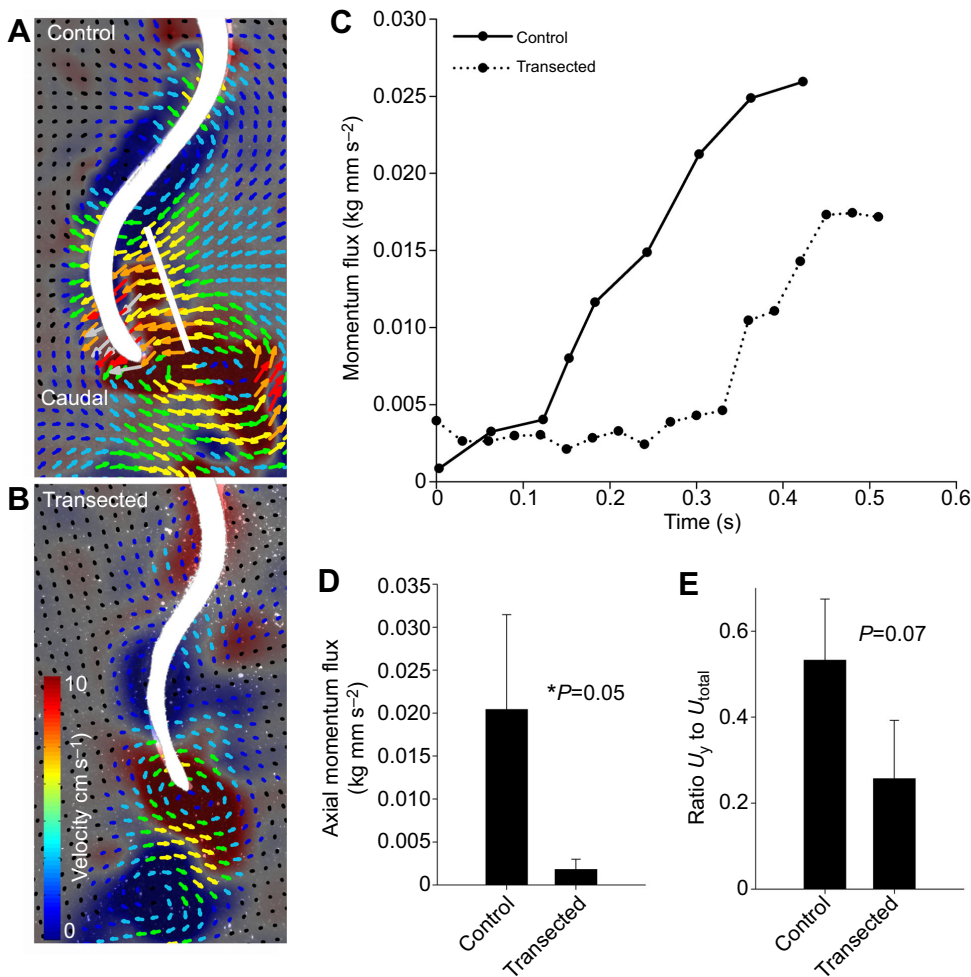 A
Control
Caudal
B
Transected
10
Velocity cm s−1)
0
C
Control
Transected
0.030
0.025
0.020
0.015
0.010
0.005
0
Momentum flux (kg mm s−2)
0
0.1
0.2
0.3
0.4
0.5
0.6
Time (s)
D
0.035
0.030
0.025
0.020
0.015
0.010
0.005
0
Axial momentum flux
(kg mm s−2)
*P=0.05
Control
Transected
E
0.6
0.4
0.2
0
Ratio Uy to Utotal
P=0.07
Control
Transected